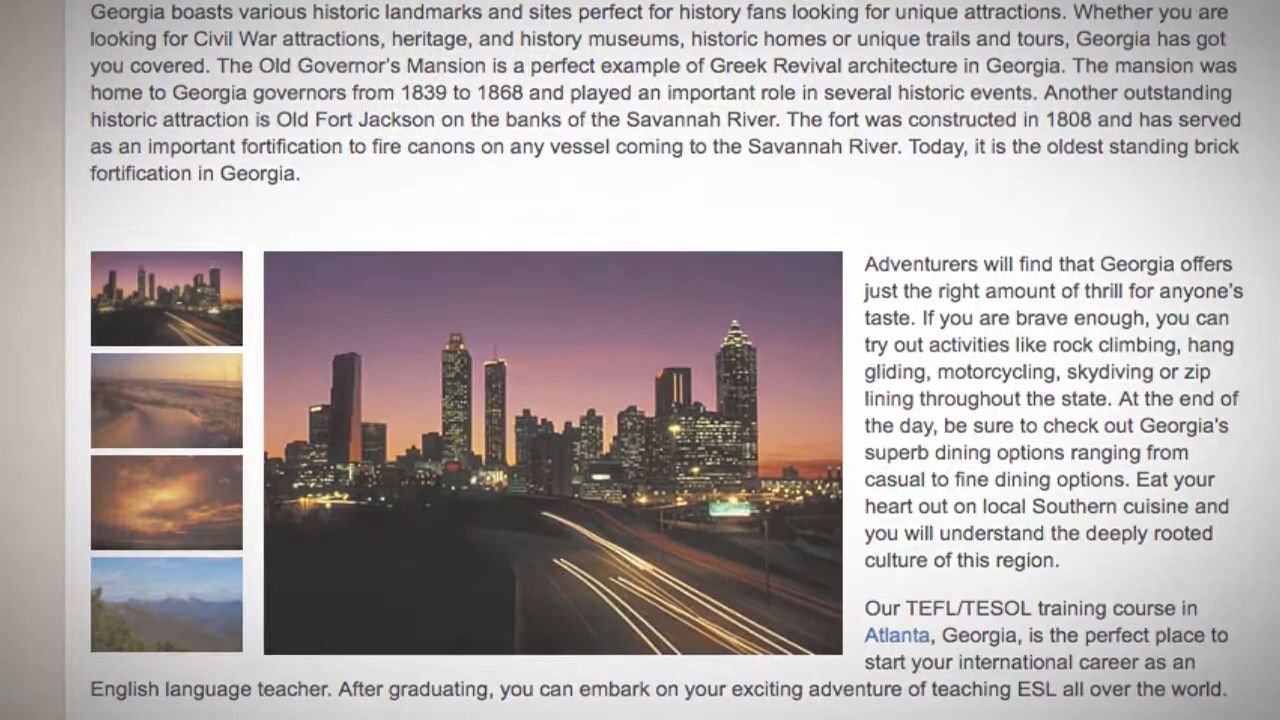 Georgia boasts various historic landmarks and sites perfect for history fans looking for unique attractions. Whether you are
looking for Civil War attractions, heritage, and history museums, historic homes or unique trails and tours, Georgia has got
you covered. The Old Governor's Mansion is a perfect example of Greek Revival architecture in Georgia. The mansion was
home to Georgia governors from 1839 to 1868 and played an important role in several historic events. Another outstanding
historic attraction is Old Fort Jackson on the banks of the Savannah River. The fort was constructed in 1808 and has served
as an important fortification to fire canons on any vessel coming to the Savannah River. Today, it is the oldest standing brick
fortification in Georgia.
Adventurers will find that Georgia offers
just the right amount of thrill for anyone's
taste. If you are brave enough, you can
try out activities like rock climbing, hang
gliding, motorcycling, skydiving or zip
lining throughout the state. At the end of
the day, be sure to check out Georgia's
superb dining options ranging from
casual to fine dining options. Eat your
heart out on local Southern cuisine and
you will understand the deeply rooted
culture of this region.
Our TEFL/TESOL training course in
Atlanta, Georgia, is the perfect place to
start your international career as an
English language teacher. After graduating, you can embark on your exciting adventure of teaching ESL all over the world.